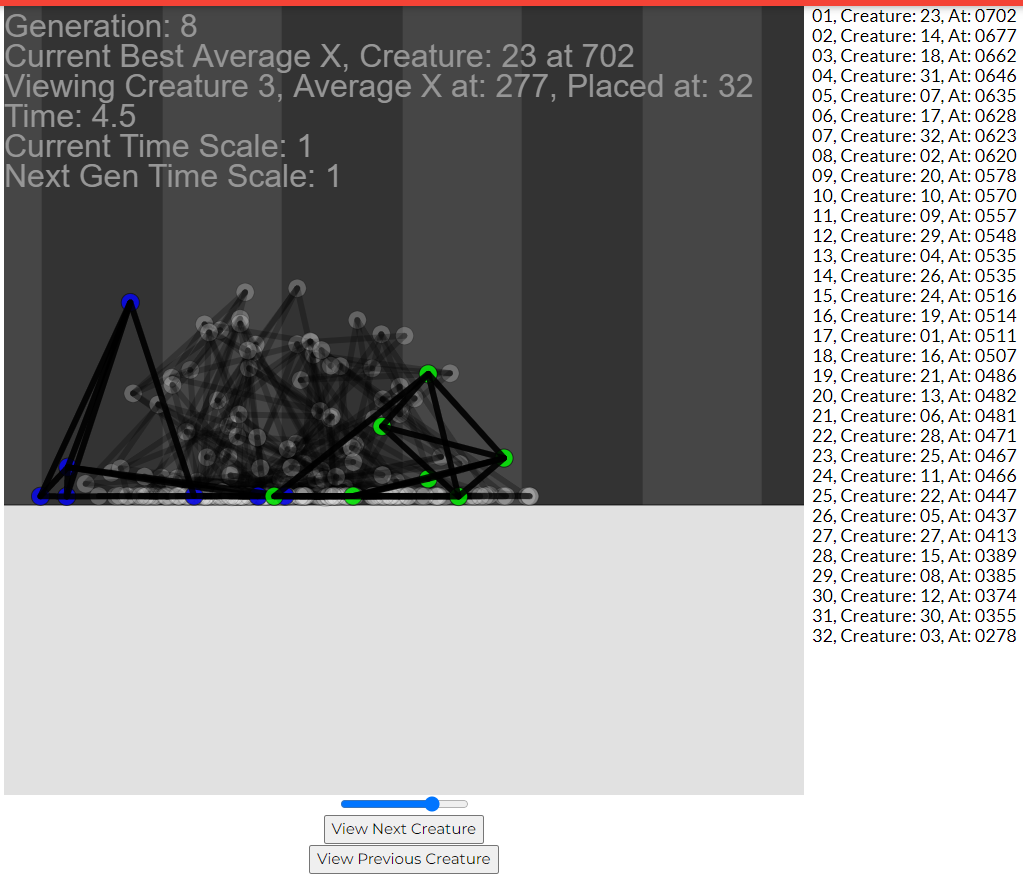 Generation: 8
Current Best Average X, Creature: 23 at 702
Viewing Creature 3, Average X at: 277, Placed at: 32
Time: 4.5
Current Time Scale: 1
Next Gen Time Scale: 1
01, Creature: 23, At: 0702
02, Creature: 14, At: 0677
03, Creature: 18, At: 0662
04, Creature: 31, At: 0646
05, Creature: 07, At: 0635
06, Creature: 17, At: 0628
07, Creature: 32, At: 0623
08, Creature: 02, At: 0620
09, Creature: 20, At: 0578
10, Creature: 10, At: 0570
11, Creature: 09, At: 0557
12, Creature: 29, At: 0548
13, Creature: 04, At: 0535
14, Creature: 26, At: 0535
15, Creature: 24, At: 0516
16, Creature: 19, At: 0514
17, Creature: 01, At: 0511
18, Creature: 16, At: 0507
19, Creature: 21, At: 0486
20, Creature: 13, At: 0482
21, Creature: 06, At: 0481
22, Creature: 28, At: 0471
23, Creature: 25, At: 0467
24, Creature: 11, At: 0466
25, Creature: 22, At: 0447
26, Creature: 05, At: 0437
27, Creature: 27, At: 0413
28, Creature: 15, At: 0389
29, Creature: 08, At: 0385
30, Creature: 12, At: 0374
31, Creature: 30, At: 0355
32, Creature: 03, At: 0278
View Next Creature
View Previous Creature